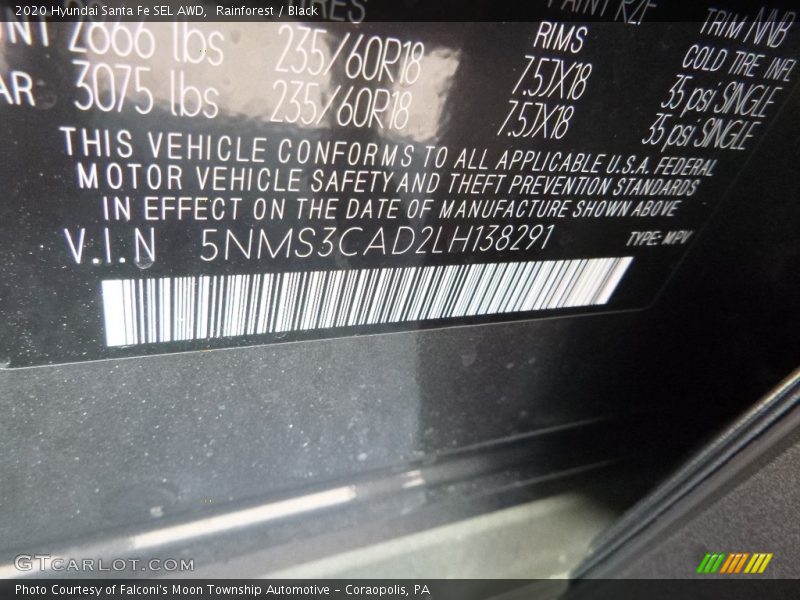 2020 Hyundai Santa Fe SEL AWD, Rainforest / Black
PAINT R2F TRIM NNB
RIMS COLD TIRE INFL
2666 lbs 235/60R18 7.5JX18 35 psi SINGLE
3075 lbs 235/60R18 7.5JX18 35 psi SINGLE
THIS VEHICLE CONFORMS TO ALL APPLICABLE U.S.A. FEDERAL
MOTOR VEHICLE SAFETY AND THEFT PREVENTION STANDARDS
IN EFFECT ON THE DATE OF MANUFACTURE SHOWN ABOVE
V.I.N 5NMS3CAD2LH138291 TYPE: MPV
GTCARLOT.COM
Photo Courtesy of Falconi's Moon Township Automotive – Coraopolis, PA